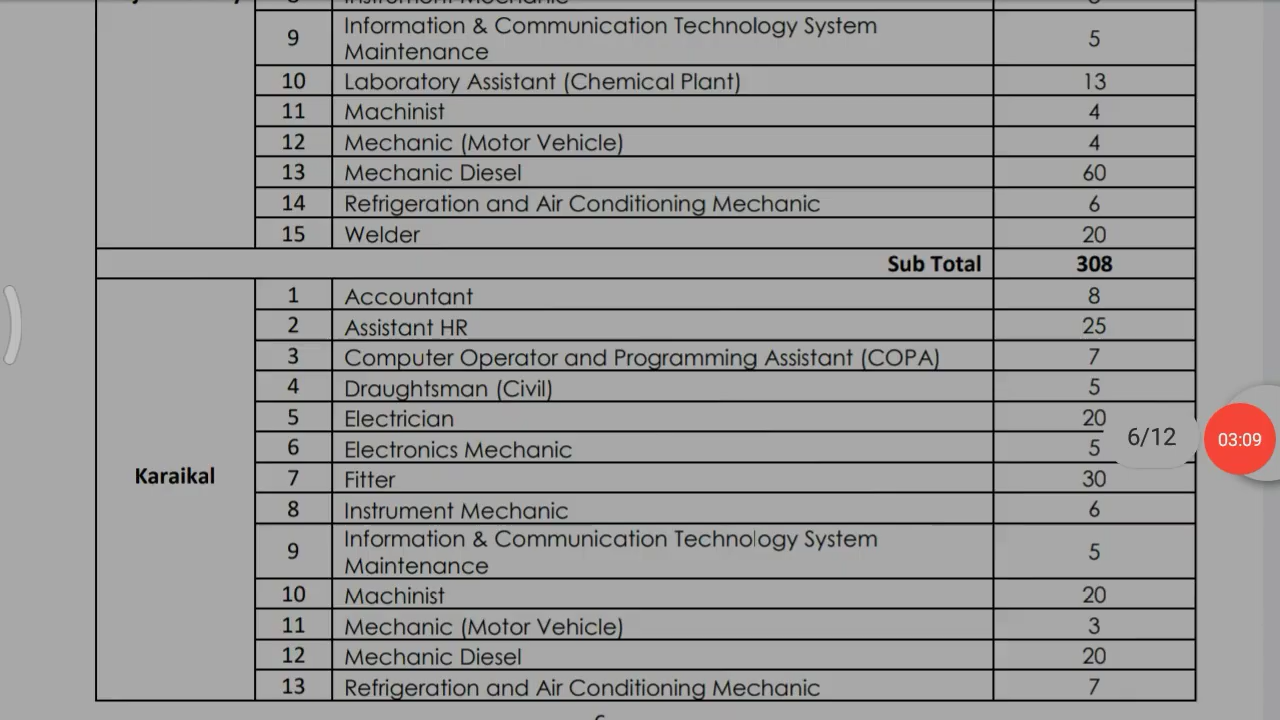 9 Information & Communication Technology System
Maintenance 5
10 Laboratory Assistant (Chemical Plant) 13
11 Machinist 4
12 Mechanic (Motor Vehicle) 4
13 Mechanic Diesel 60
14 Refrigeration and Air Conditioning Mechanic 6
15 Welder 20
Sub Total 308
Karaikal
1 Accountant 8
2 Assistant HR 25
3 Computer Operator and Programming Assistant (COPA) 7
4 Draughtsman (Civil) 5
5 Electrician 20
6 Electronics Mechanic 5
7 Fitter 30
8 Instrument Mechanic 6
9 Information & Communication Technology System
Maintenance 5
10 Machinist 20
11 Mechanic (Motor Vehicle) 3
12 Mechanic Diesel 20
13 Refrigeration and Air Conditioning Mechanic 7
6/12
03:09